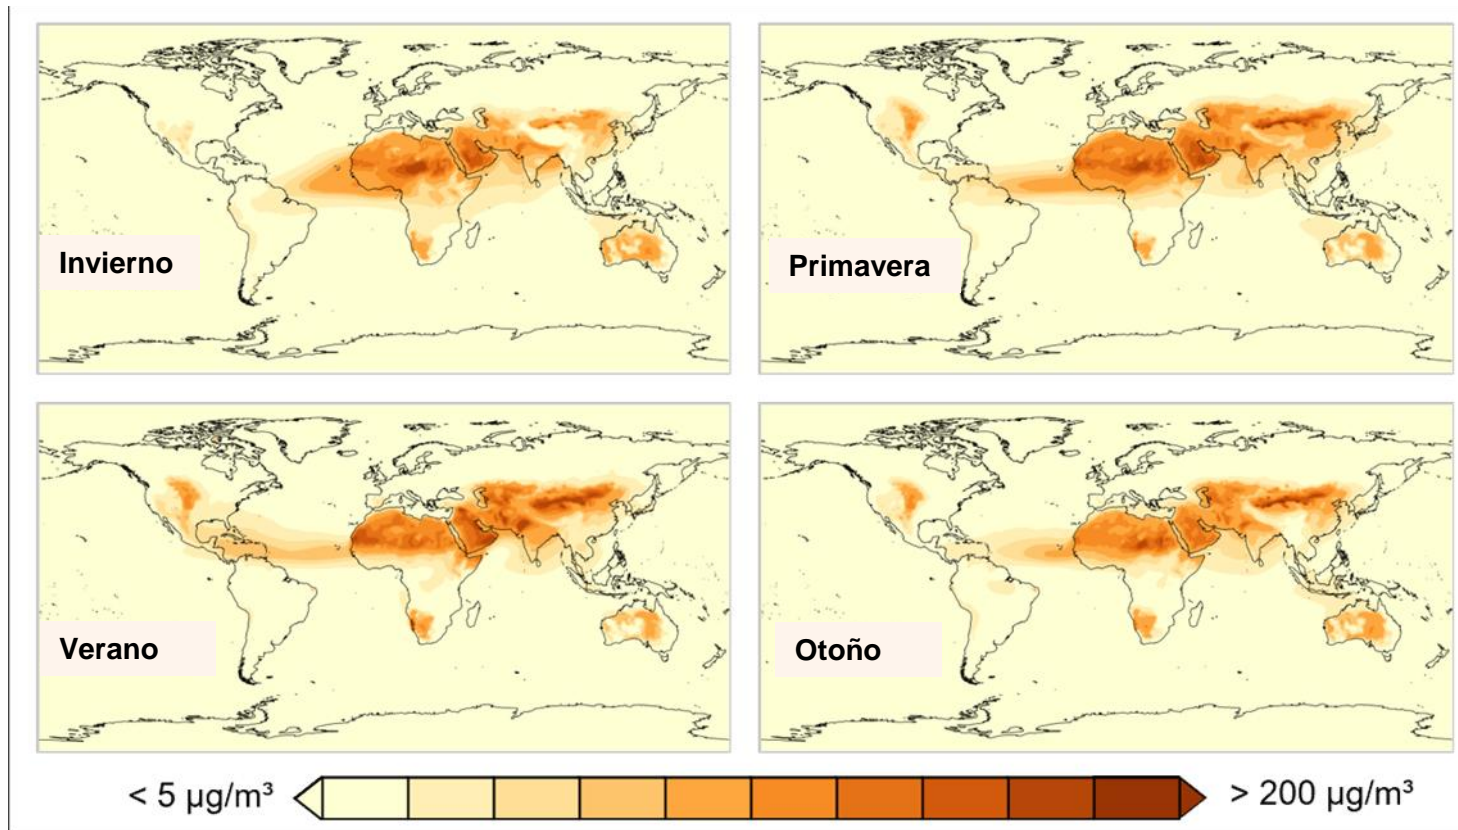 Invierno
Primavera
Verano
Otoño
< 5 µg/m³
> 200 µg/m³